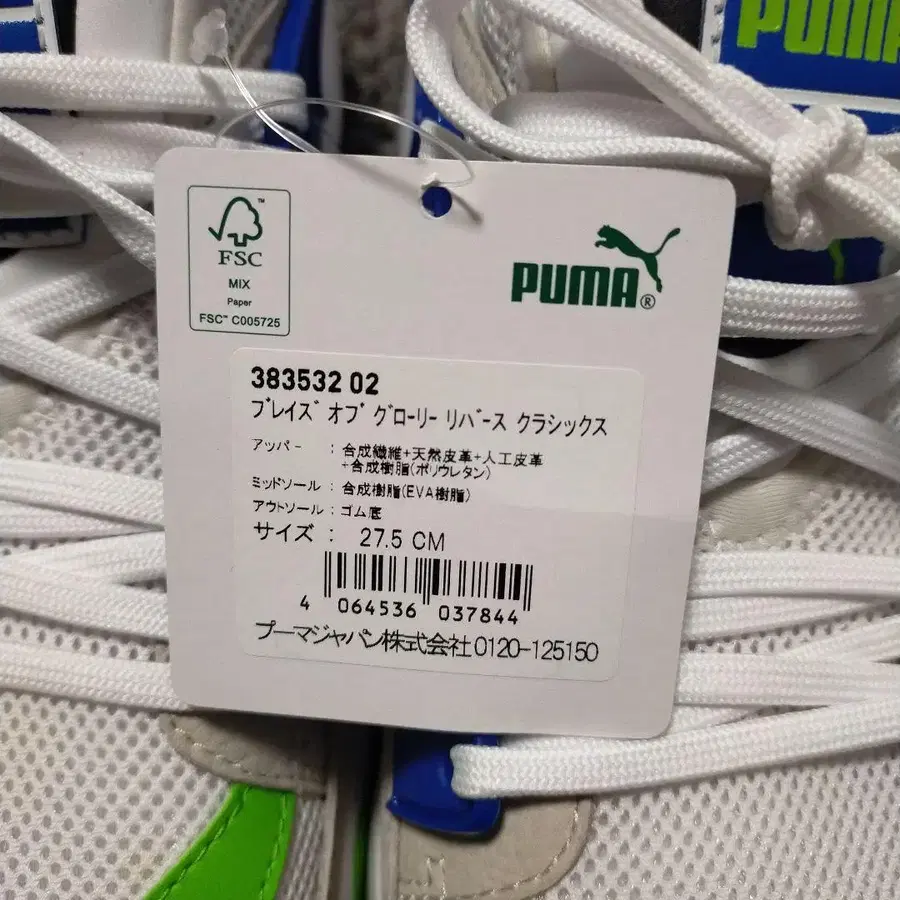 PUMA
FSC
MIX
Paper
FSC™ C005725
PUMA®
383532 02
ブレイズ オブ グローリー リバース クラシックス
アッパー : 合成繊維+天然皮革+人工皮革
+合成樹脂(ポリウレタン)
ミッドソール : 合成樹脂(EVA樹脂)
アウトソール : ゴム底
サイズ : 27.5 CM
4 064536 037844
プーマジャパン株式会社0120-125150